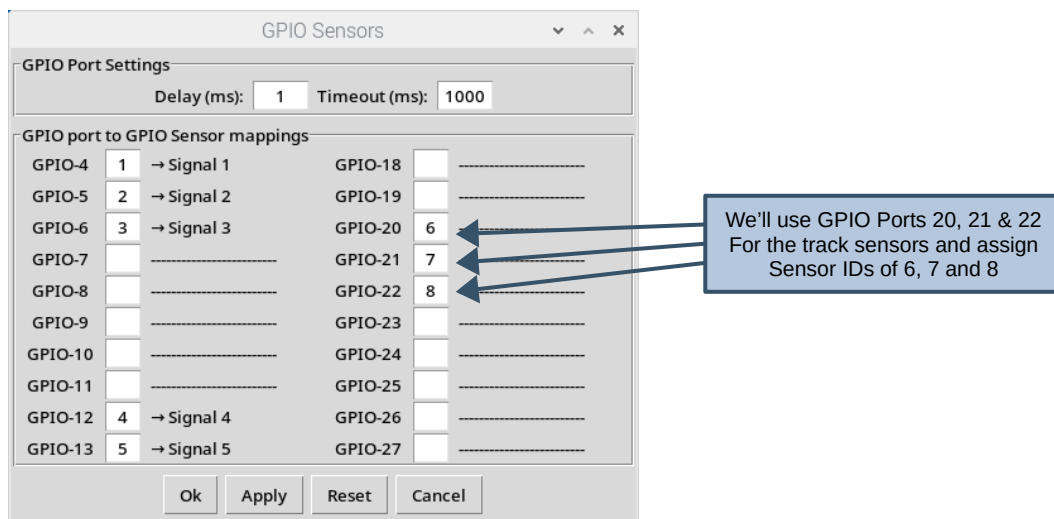 GPIO Sensors
GPIO Port Settings
Delay (ms): 1 Timeout (ms): 1000
GPIO port to GPIO Sensor mappings
GPIO-4 1 → Signal 1 GPIO-18 -------------------------
GPIO-5 2 → Signal 2 GPIO-19 -------------------------
GPIO-6 3 → Signal 3 GPIO-20 6 -------------------------
GPIO-7 ------------------------- GPIO-21 7 -------------------------
GPIO-8 ------------------------- GPIO-22 8 -------------------------
GPIO-9 ------------------------- GPIO-23 -------------------------
GPIO-10 ------------------------- GPIO-24 -------------------------
GPIO-11 ------------------------- GPIO-25 -------------------------
GPIO-12 4 → Signal 4 GPIO-26 -------------------------
GPIO-13 5 → Signal 5 GPIO-27 -------------------------
Ok Apply Reset Cancel
We’ll use GPIO Ports 20, 21 & 22
For the track sensors and assign
Sensor IDs of 6, 7 and 8